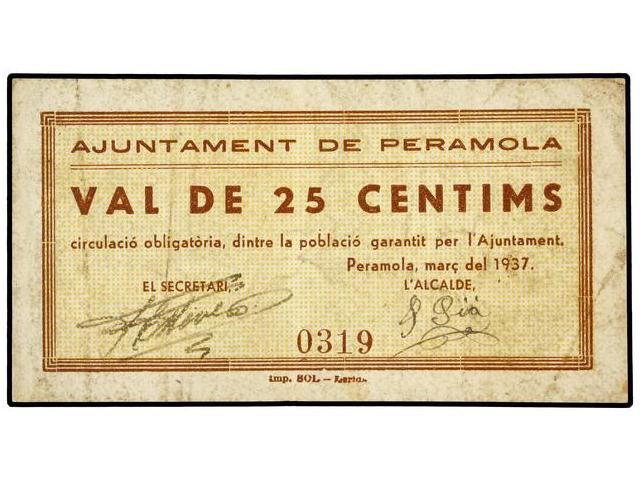 AJUNTAMENT DE PERAMOLA
VAL DE 25 CENTIMS
circulació obligatòria, dintre la població garantit per l'Ajuntament.
Peramola, març del 1937.
EL SECRETARI, L'ALCALDE,
0319
Imp. SOL —